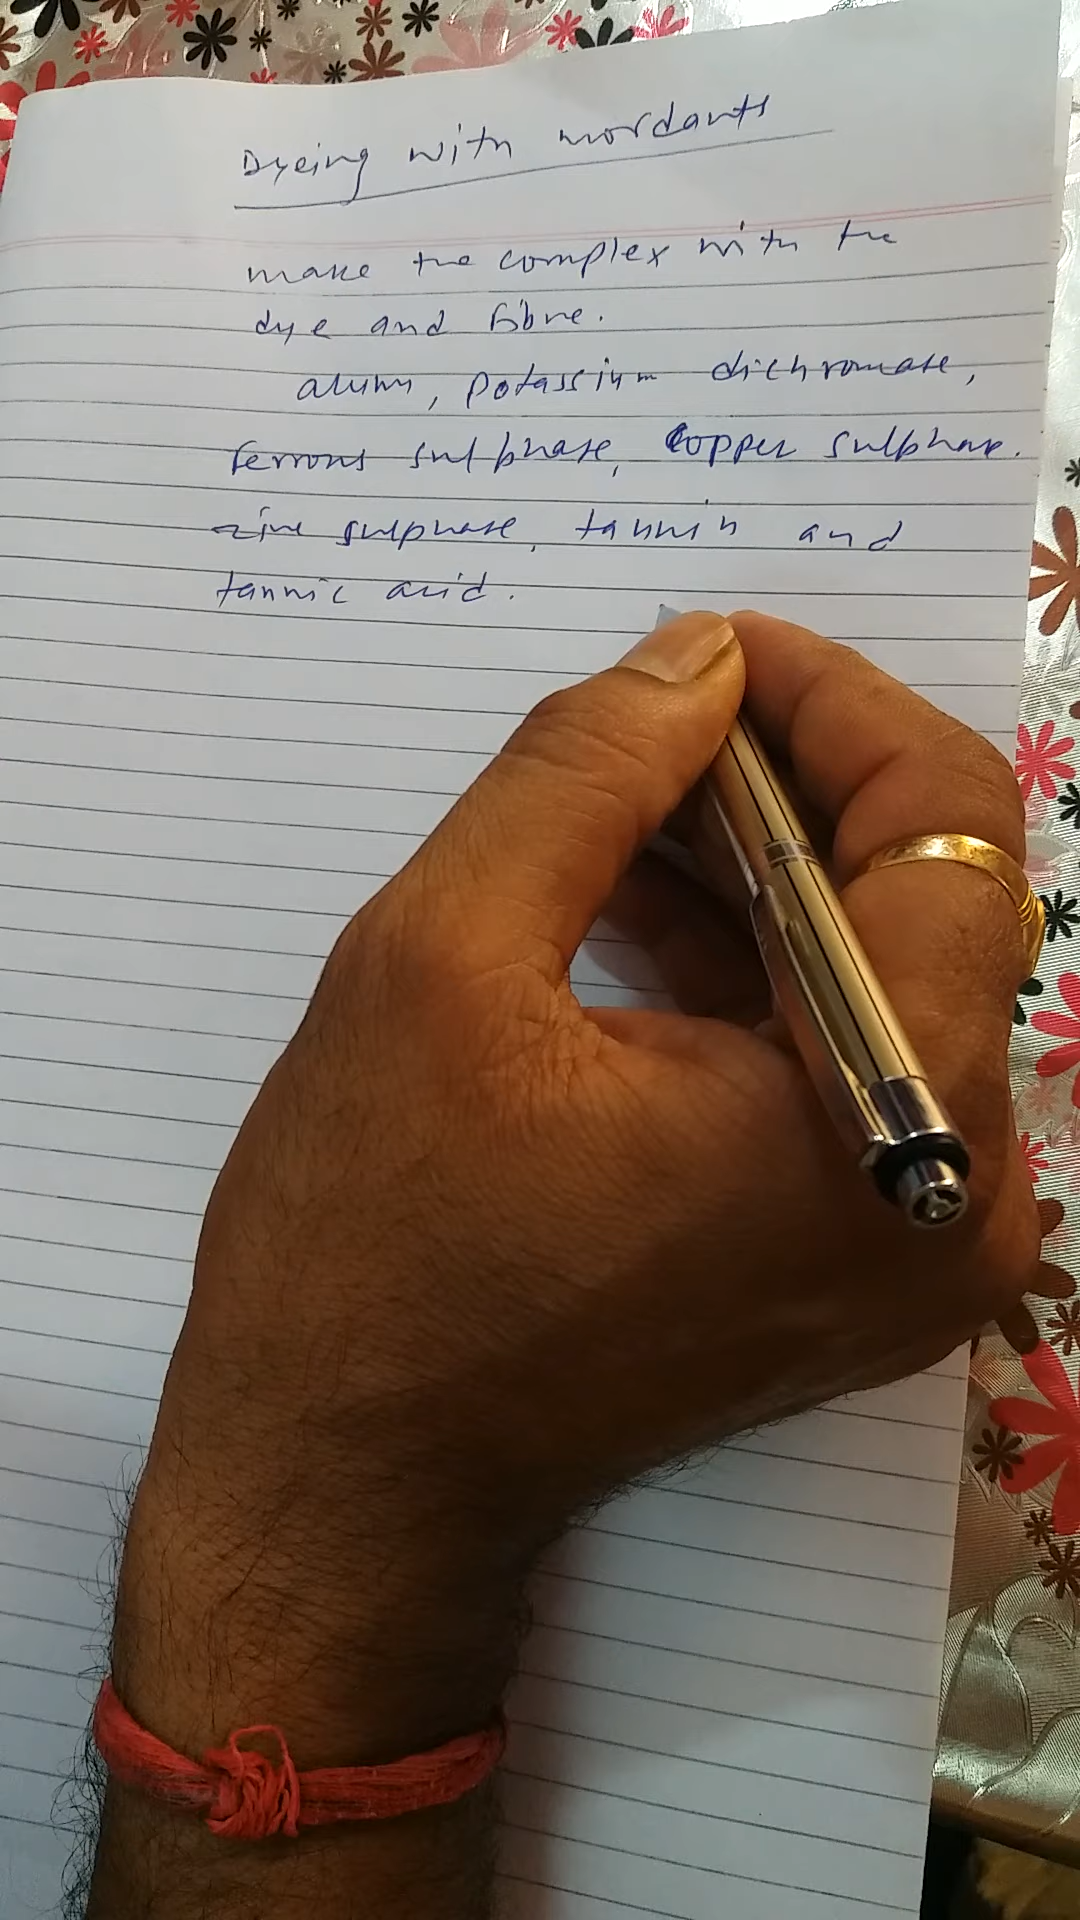 Dyeing with mordants
make the complex with the
dye and fibre.
alum, potassium dichromate,
ferrous sulphate, Copper sulphate.
zinc sulphate, tannin and
tannic acid.